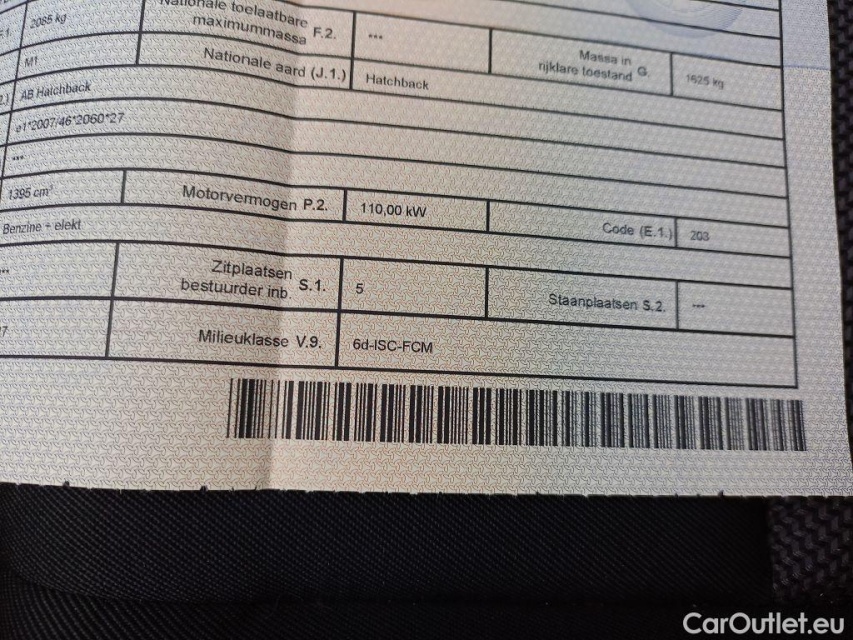 F.1. 2085 kg Nationale toelaatbare maximummassa F.2. *** Massa in rijklare toestand G. 1625 kg
M1 Nationale aard (J.1.) Hatchback
AB Hatchback
e1*2007/46*2060*27
***
1395 cm³ Motorvermogen P.2. 110,00 kW Code (E.1.) 203
Benzine + elekt
*** Zitplaatsen bestuurder inb. S.1. 5 Staanplaatsen S.2. ---
Milieuklasse V.9. 6d-ISC-FCM
CarOutlet.eu